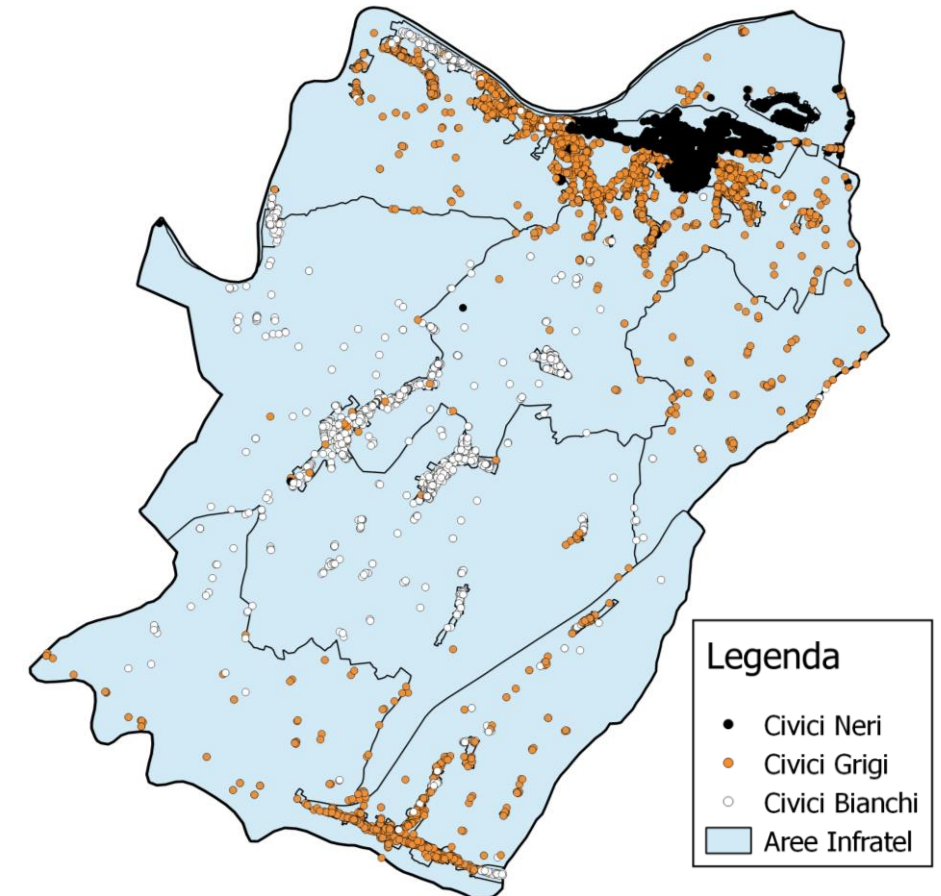 Legenda
Civici Neri
Civici Grigi
Civici Bianchi
Aree Infratel